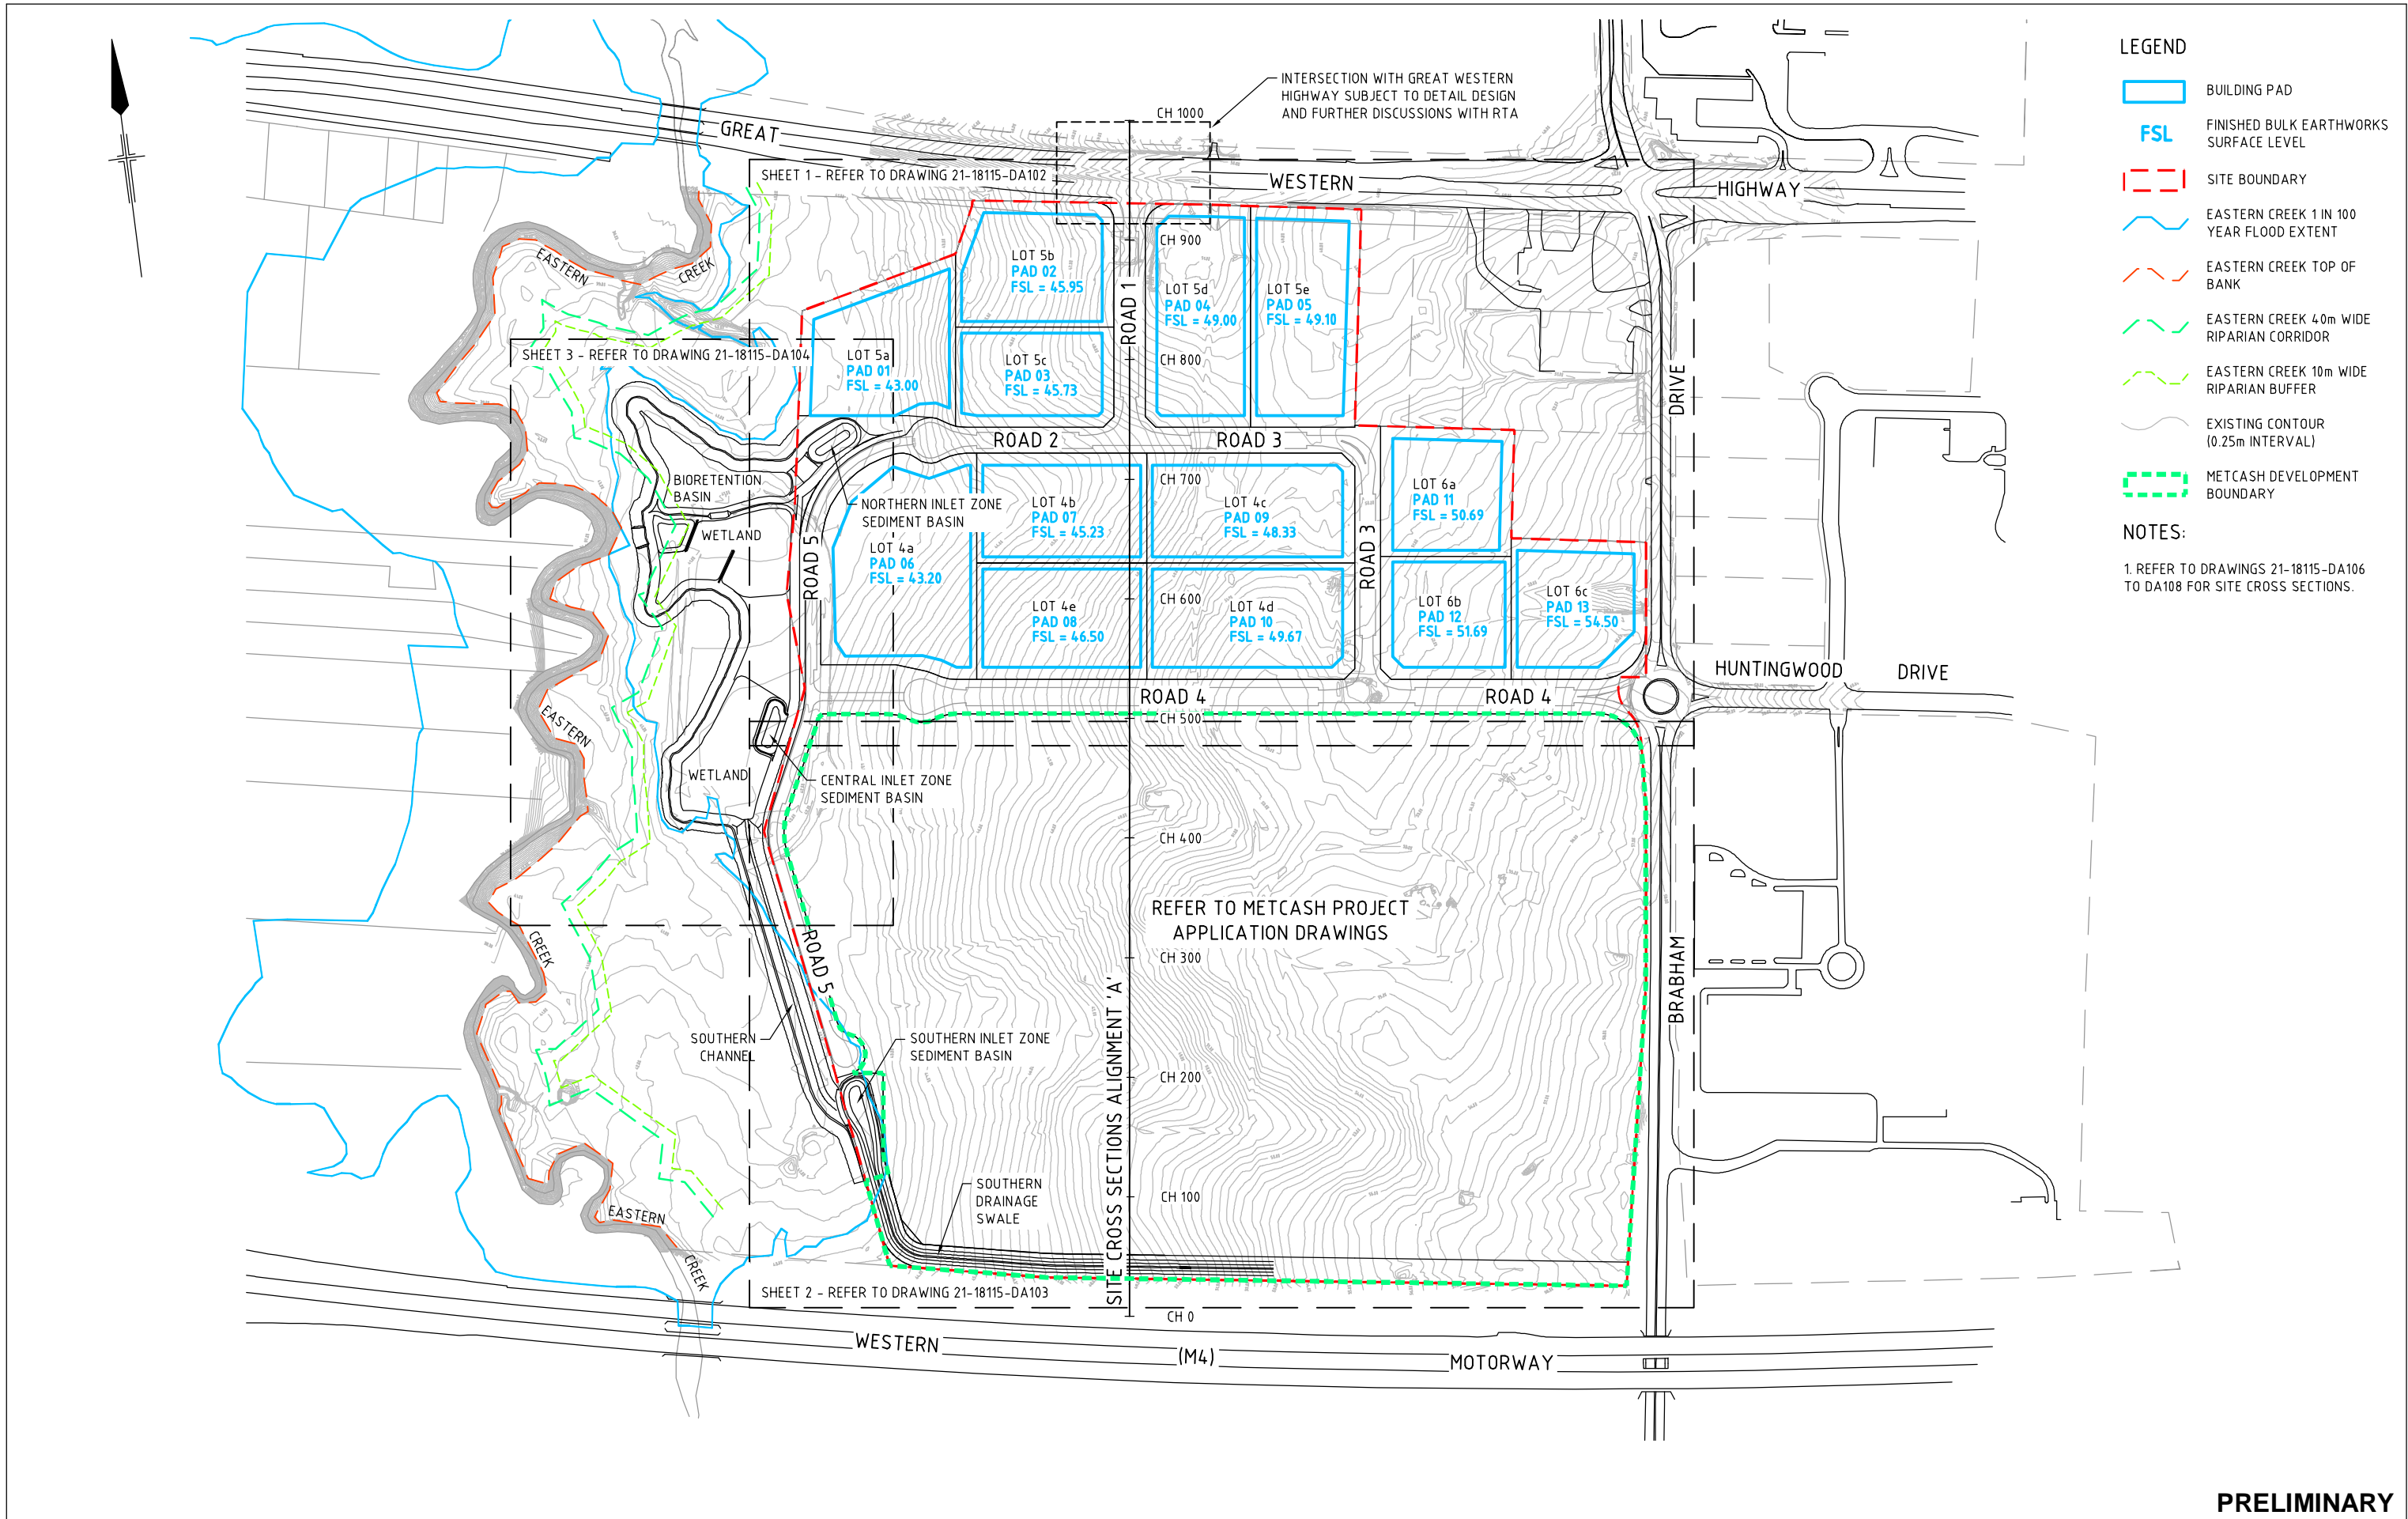 GREAT
WESTERN
HIGHWAY
CH 1000
INTERSECTION WITH GREAT WESTERN
HIGHWAY SUBJECT TO DETAIL DESIGN
AND FURTHER DISCUSSIONS WITH RTA
SHEET 1 - REFER TO DRAWING 21-18115-DA102
EASTERN
CREEK
LOT 5b
PAD 02
FSL = 45.95
ROAD 1
CH 900
LOT 5d
PAD 04
FSL = 49.00
LOT 5e
PAD 05
FSL = 49.10
SHEET 3 - REFER TO DRAWING 21-18115-DA104
LOT 5a
PAD 01
FSL = 43.00
LOT 5c
PAD 03
FSL = 45.73
CH 800
DRIVE
ROAD 2
ROAD 3
BIORETENTION
BASIN
NORTHERN INLET ZONE
SEDIMENT BASIN
WETLAND
ROAD 5
LOT 4a
PAD 06
FSL = 43.20
LOT 4b
PAD 07
FSL = 45.23
CH 700
LOT 4c
PAD 09
FSL = 48.33
ROAD 3
LOT 6a
PAD 11
FSL = 50.69
LOT 4e
PAD 08
FSL = 46.50
CH 600
LOT 4d
PAD 10
FSL = 49.67
LOT 6b
PAD 12
FSL = 51.69
LOT 6c
PAD 13
FSL = 54.50
HUNTINGWOOD
DRIVE
ROAD 4
ROAD 4
CH 500
EASTERN
WETLAND
CENTRAL INLET ZONE
SEDIMENT BASIN
CH 400
REFER TO METCASH PROJECT
APPLICATION DRAWINGS
CREEK
ROAD 5
CH 300
BRABHAM
SOUTHERN
CHANNEL
SOUTHERN INLET ZONE
SEDIMENT BASIN
SITE CROSS SECTIONS ALIGNMENT 'A'
CH 200
SOUTHERN
DRAINAGE
SWALE
CH 100
EASTERN
CREEK
SHEET 2 - REFER TO DRAWING 21-18115-DA103
CH 0
WESTERN
(M4)
MOTORWAY
LEGEND
BUILDING PAD
FSL
FINISHED BULK EARTHWORKS
SURFACE LEVEL
SITE BOUNDARY
EASTERN CREEK 1 IN 100
YEAR FLOOD EXTENT
EASTERN CREEK TOP OF
BANK
EASTERN CREEK 40m WIDE
RIPARIAN CORRIDOR
EASTERN CREEK 10m WIDE
RIPARIAN BUFFER
EXISTING CONTOUR
(0.25m INTERVAL)
METCASH DEVELOPMENT
BOUNDARY
NOTES:
1. REFER TO DRAWINGS 21-18115-DA106
TO DA108 FOR SITE CROSS SECTIONS.
PRELIMINARY